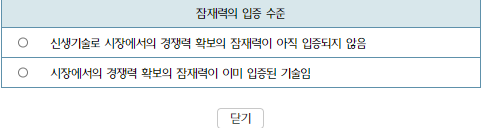 잠재력의 입증 수준
신생기술로 시장에서의 경쟁력 확보의 잠재력이 아직 입증되지 않음
시장에서의 경쟁력 확보의 잠재력이 이미 입증된 기술임
닫기